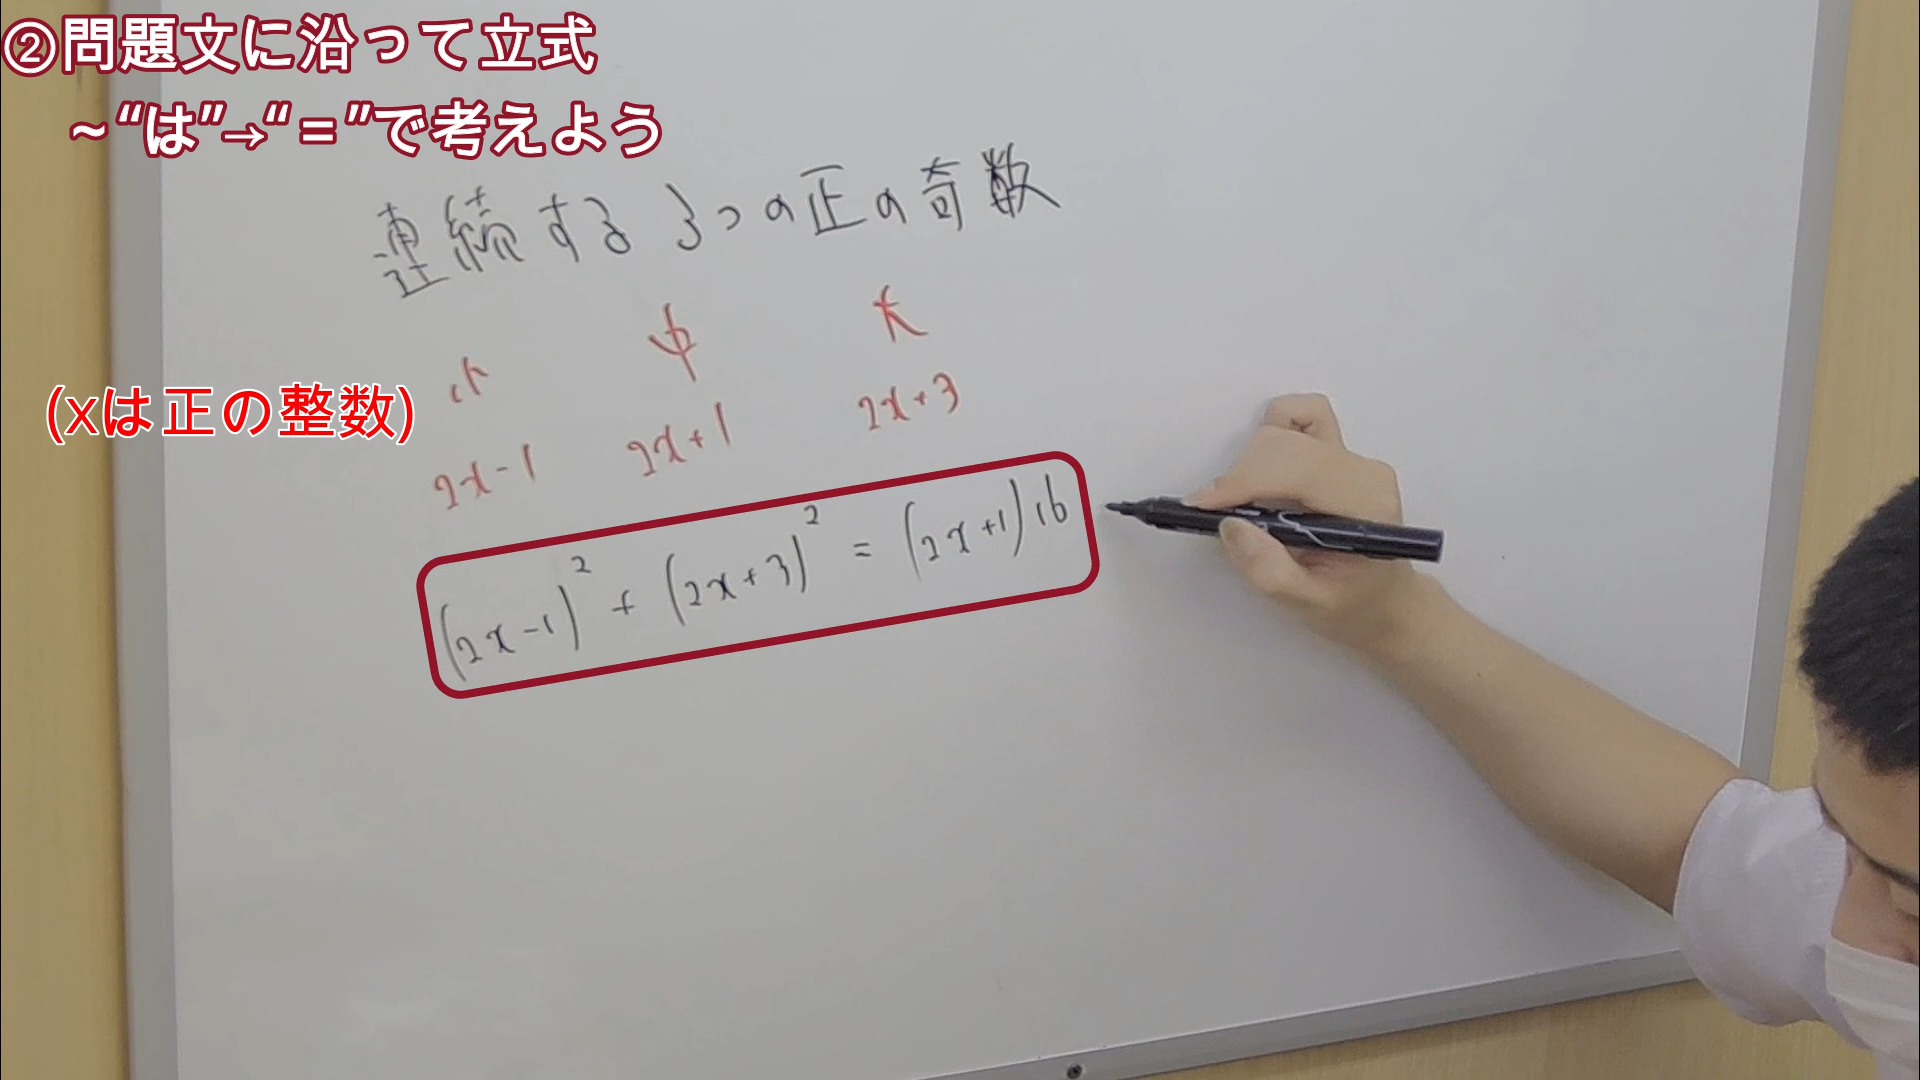 ②問題文に沿って立式
~“は”→“=”で考えよう
連続する3つの正の奇数
小 中 大
(xは正の整数)
2x-1 2x+1 2x+3
(2x-1)² + (2x+3)² = (2x+1)16